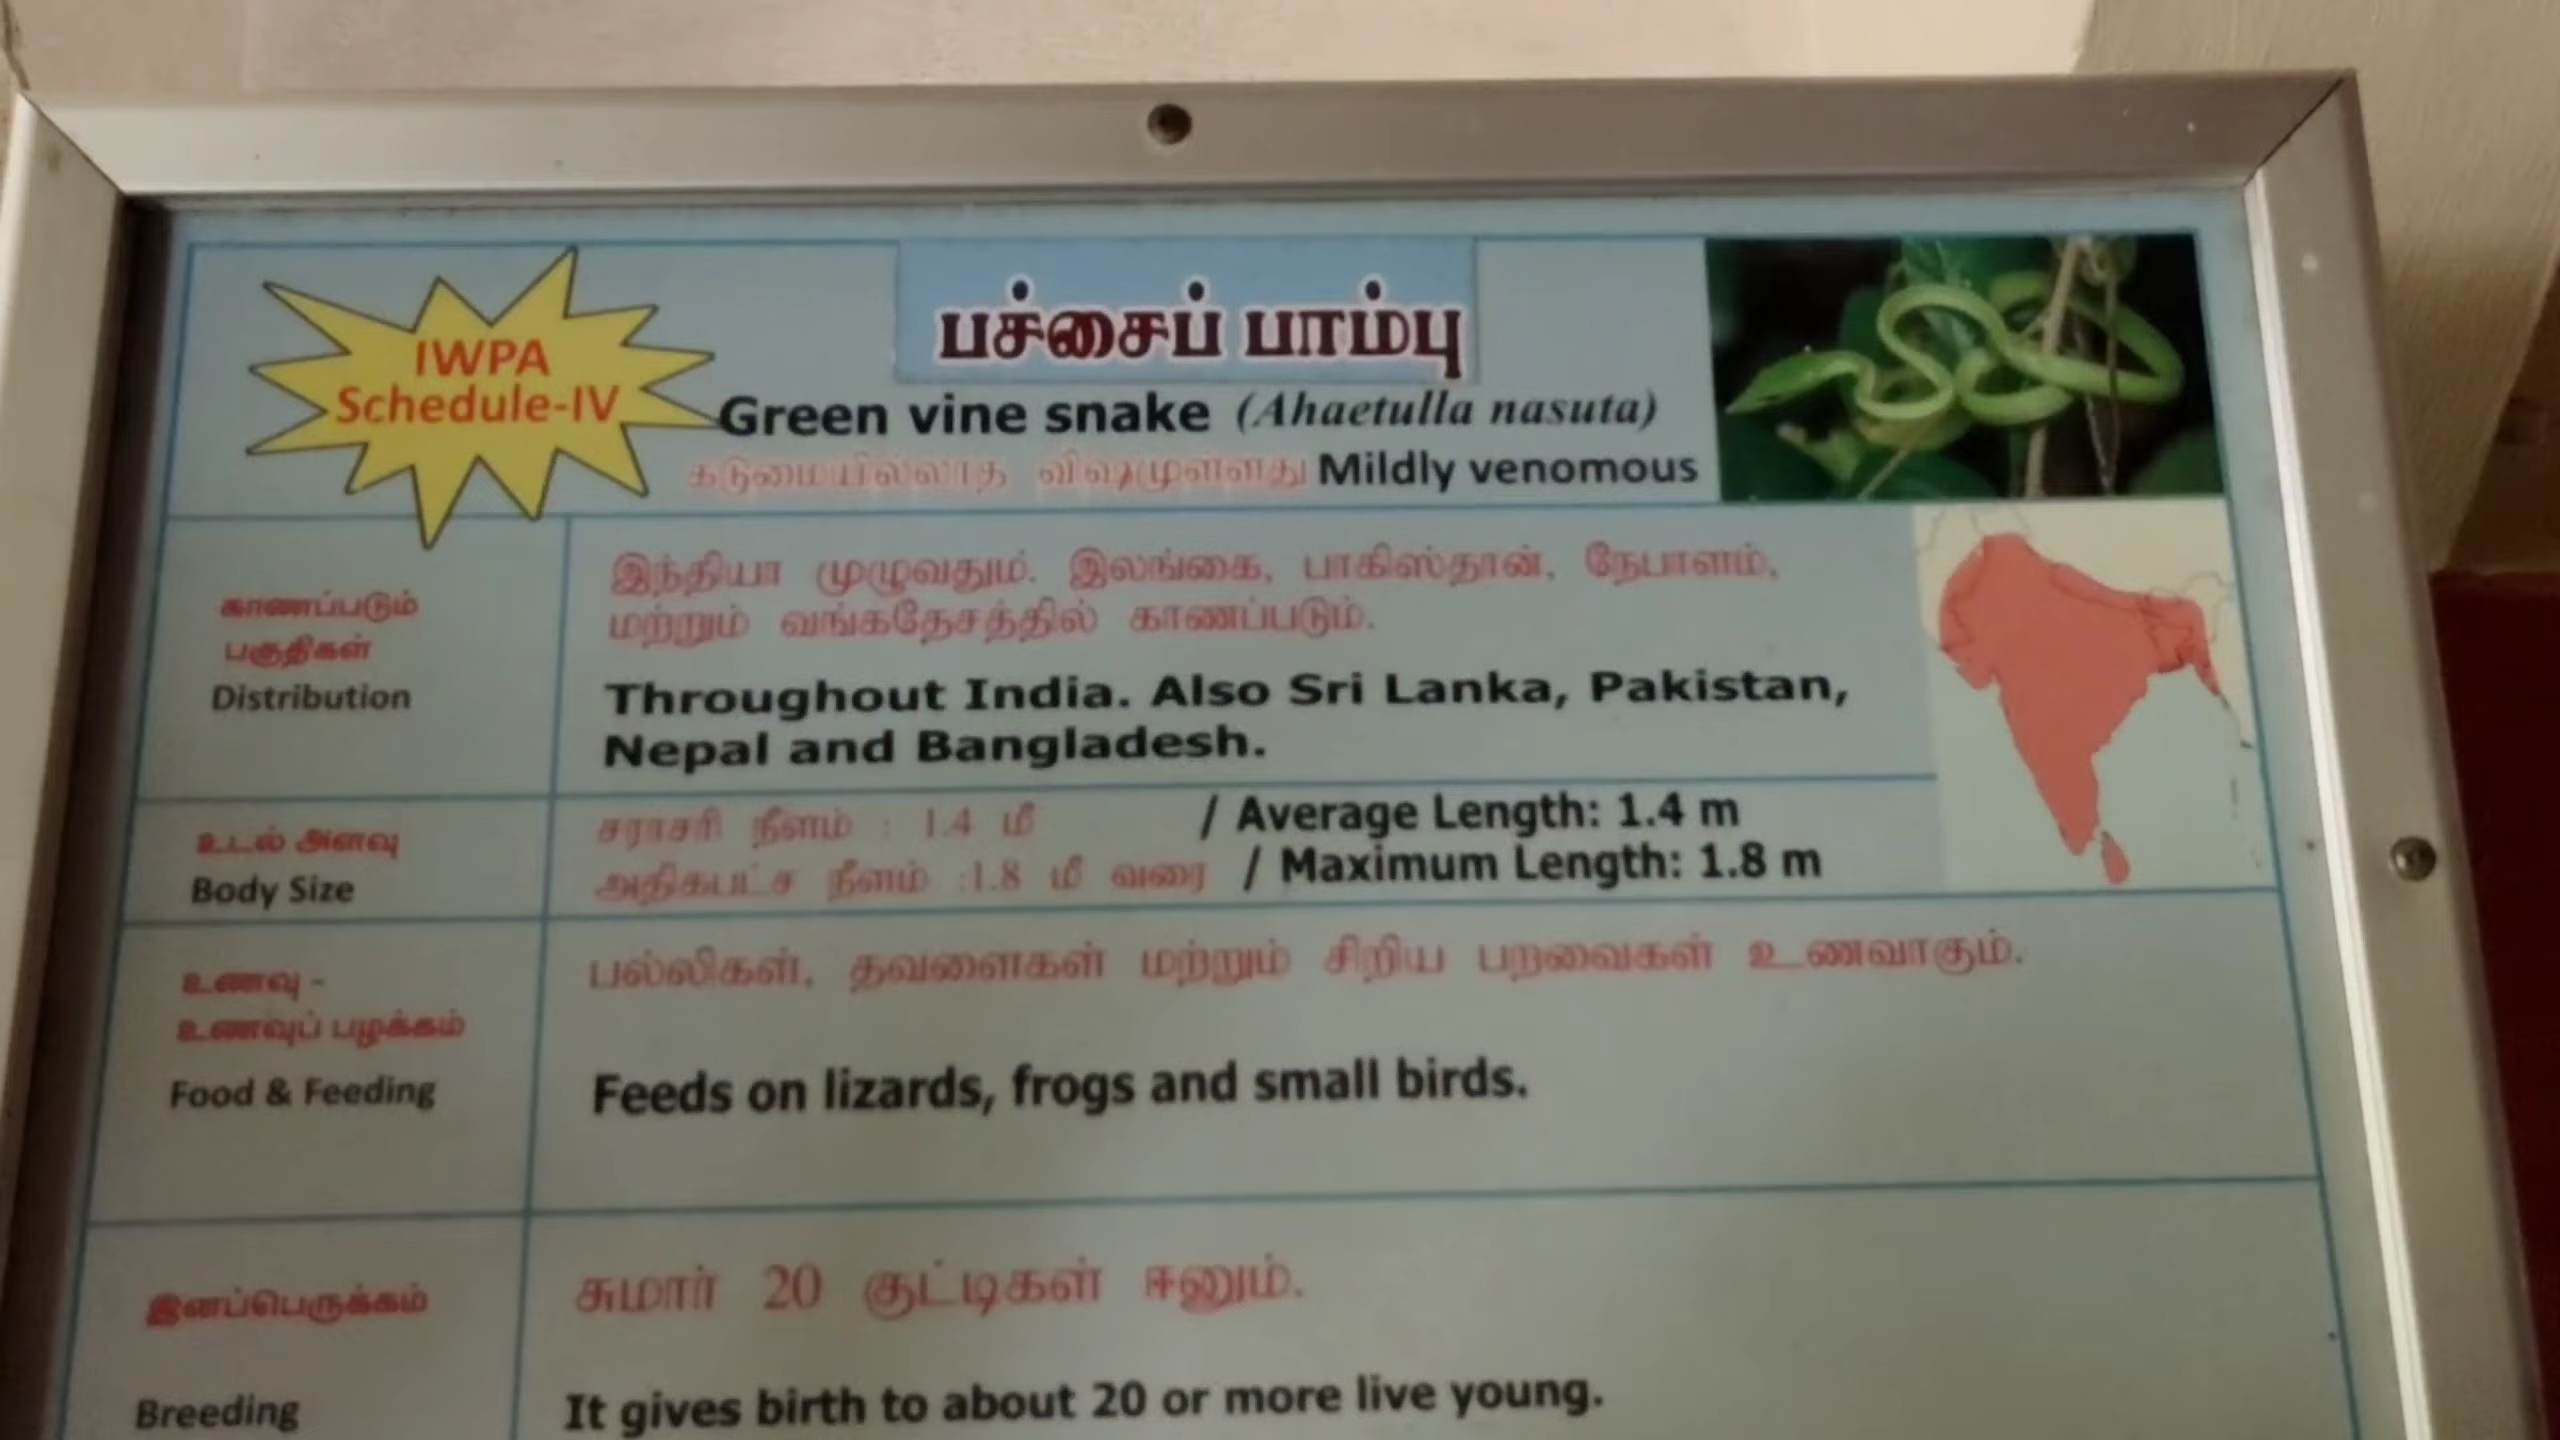 பச்சைப் பாம்பு
IWPA
Schedule-IV
Green vine snake (Ahaetulla nasuta)
கடுமையில்லாத விஷமுள்ளது Mildly venomous
காணப்படும்
பகுதிகள்
Distribution
இந்தியா முழுவதும். இலங்கை, பாகிஸ்தான், நேபாளம்,
மற்றும் வங்கதேசத்தில் காணப்படும்.
Throughout India. Also Sri Lanka, Pakistan,
Nepal and Bangladesh.
உடல் அளவு
Body Size
சராசரி நீளம் : 1.4 மீ / Average Length: 1.4 m
அதிகபட்ச நீளம் :1.8 மீ வரை / Maximum Length: 1.8 m
உணவு -
உணவுப் பழக்கம்
Food & Feeding
பல்லிகள், தவளைகள் மற்றும் சிறிய பறவைகள் உணவாகும்.
Feeds on lizards, frogs and small birds.
இனப்பெருக்கம்
Breeding
சுமார் 20 குட்டிகள் ஈனும்.
It gives birth to about 20 or more live young.